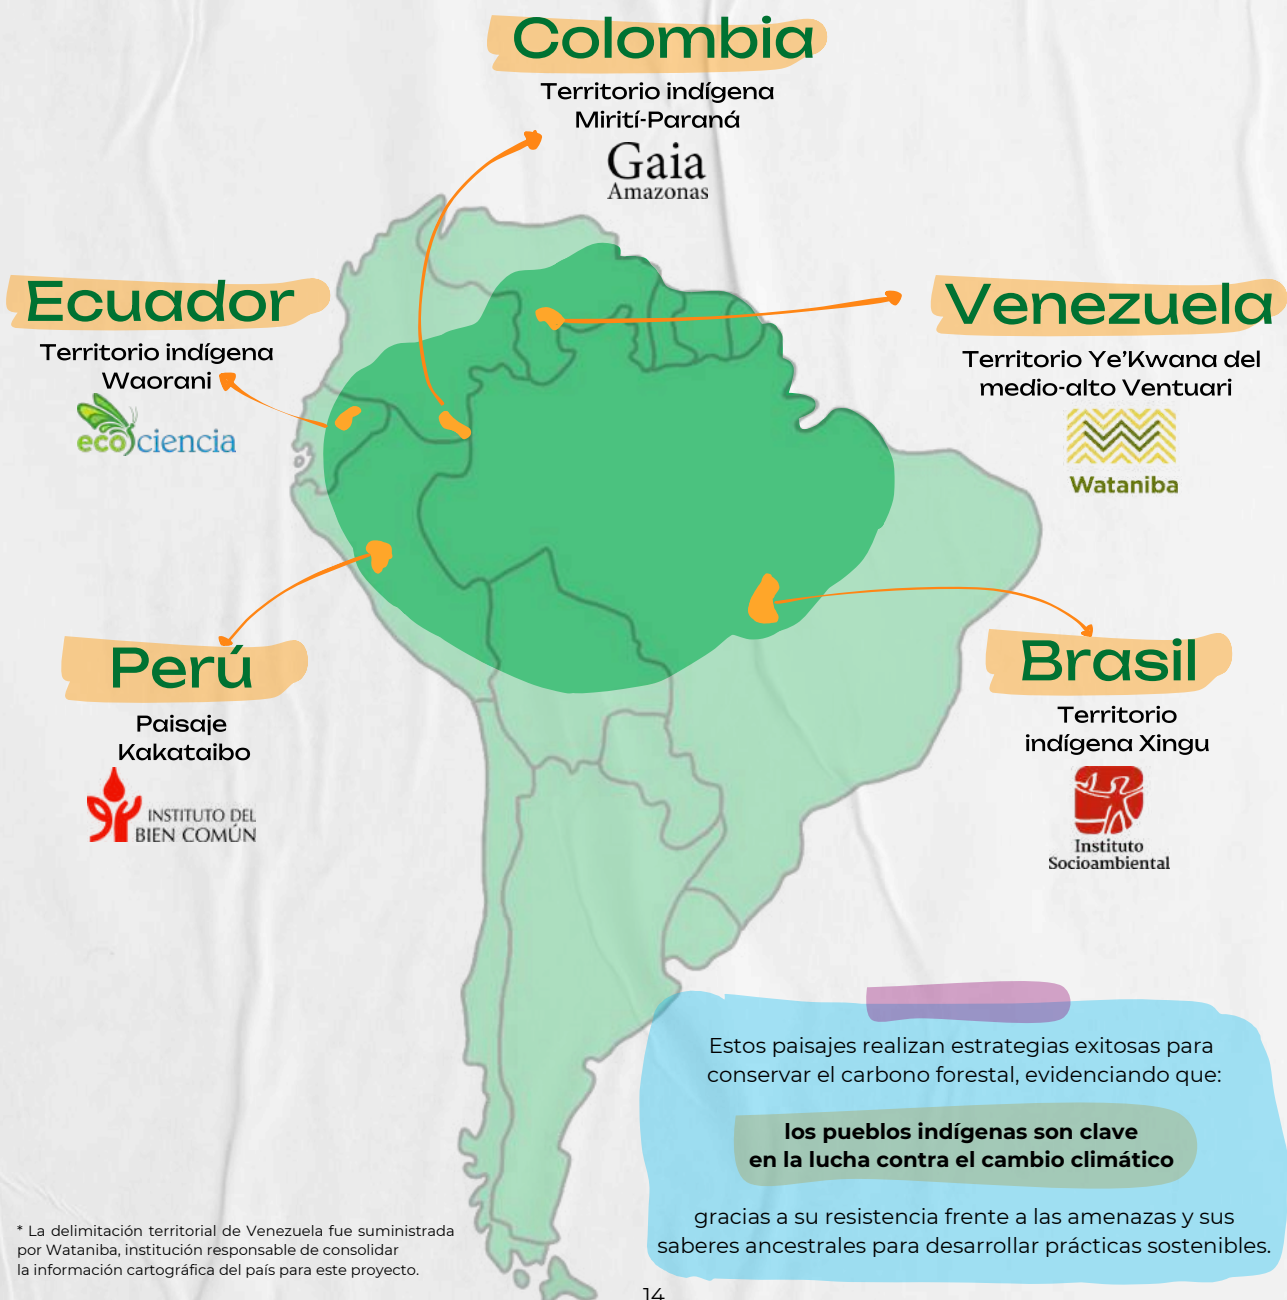 Colombia
Territorio indígena
Mirití-Paraná
Gaia
Amazonas
Ecuador
Territorio indígena
Waorani
ecociencia
Venezuela
Territorio Ye'Kwana del
medio-alto Ventuari
Wataniba
Perú
Paisaje
Kakataibo
INSTITUTO DEL
BIEN COMÚN
Brasil
Territorio
indígena Xingu
Instituto
Socioambiental
Estos paisajes realizan estrategias exitosas para
conservar el carbono forestal, evidenciando que:
los pueblos indígenas son clave
en la lucha contra el cambio climático
gracias a su resistencia frente a las amenazas y sus
saberes ancestrales para desarrollar prácticas sostenibles.
* La delimitación territorial de Venezuela fue suministrada
por Wataniba, institución responsable de consolidar
la información cartográfica del país para este proyecto.
14